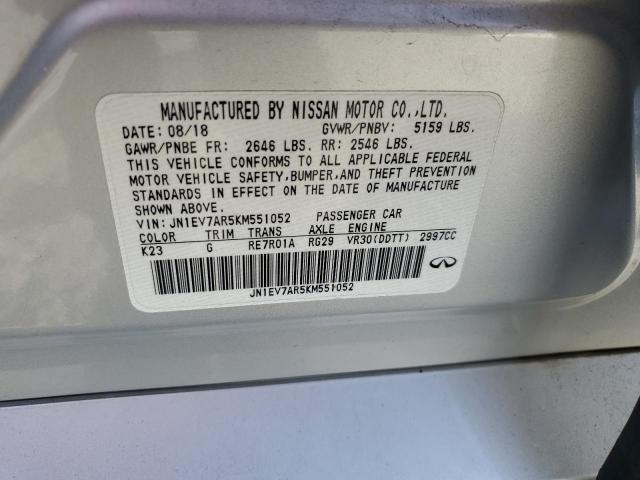 MANUFACTURED BY NISSAN MOTOR CO.,LTD.
DATE: 08/18 GVWR/PNBV: 5159 LBS.
GAWR/PNBE FR: 2646 LBS. RR: 2546 LBS.
THIS VEHICLE CONFORMS TO ALL APPLICABLE FEDERAL
MOTOR VEHICLE SAFETY,BUMPER,AND THEFT PREVENTION
STANDARDS IN EFFECT ON THE DATE OF MANUFACTURE
SHOWN ABOVE.
VIN: JN1EV7AR5KM551052 PASSENGER CAR
COLOR TRIM TRANS AXLE ENGINE
K23 G RE7R01A RG29 VR30(DDTT) 2997CC
JN1EV7AR5KM551052